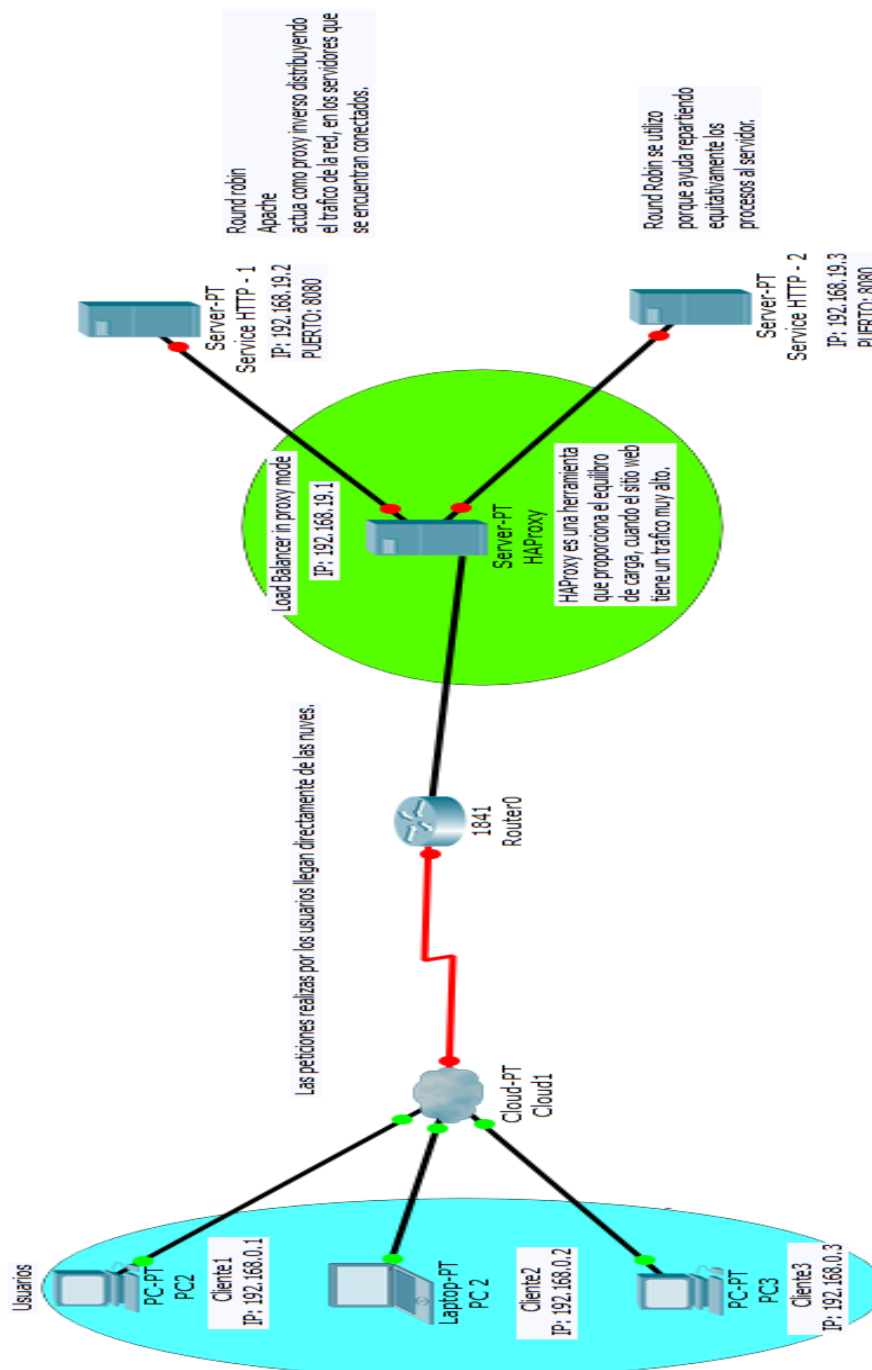 Usuarios
PC-PT
PC2
Cliente1
IP: 192.168.0.1
Laptop-PT
PC 2
Cliente2
IP: 192.168.0.2
PC-PT
PC3
Cliente3
IP: 192.168.0.3
Cloud-PT
Cloud1
Las peticiones realizas por los usuarios llegan directamente de las nuves.
1841
Router0
Load Balancer in proxy mode
IP: 192.168.19.1
Server-PT
HAProxy
HAProxy es una herramienta
que proporciona el equilibro
de carga, cuando el sitio web
tiene un trafico muy alto.
Server-PT
Service HTTP - 1
IP: 192.168.19.2
PUERTO: 8080
Round robin
Apache
actua como proxy inverso distribuyendo
el trafico de la red, en los servidores que
se encuentran conectados.
Server-PT
Service HTTP - 2
IP: 192.168.19.3
PUERTO: 8080
Round Robin se utilizo
porque ayuda repartiendo
equitativamente los
procesos al servidor.